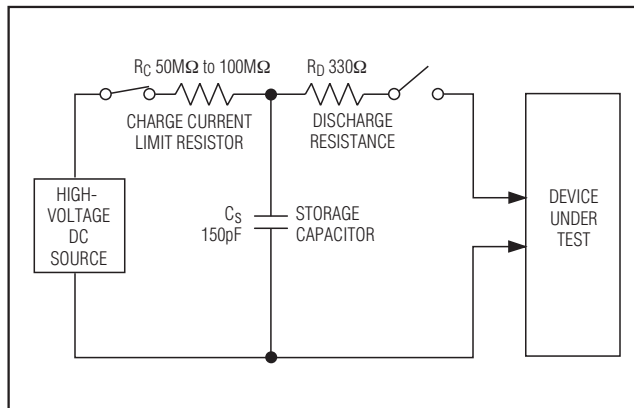 R_C 50MΩ to 100MΩ
CHARGE CURRENT
LIMIT RESISTOR
R_D 330Ω
DISCHARGE
RESISTANCE
HIGH-
VOLTAGE
DC
SOURCE
C_S
150pF
STORAGE
CAPACITOR
DEVICE
UNDER
TEST